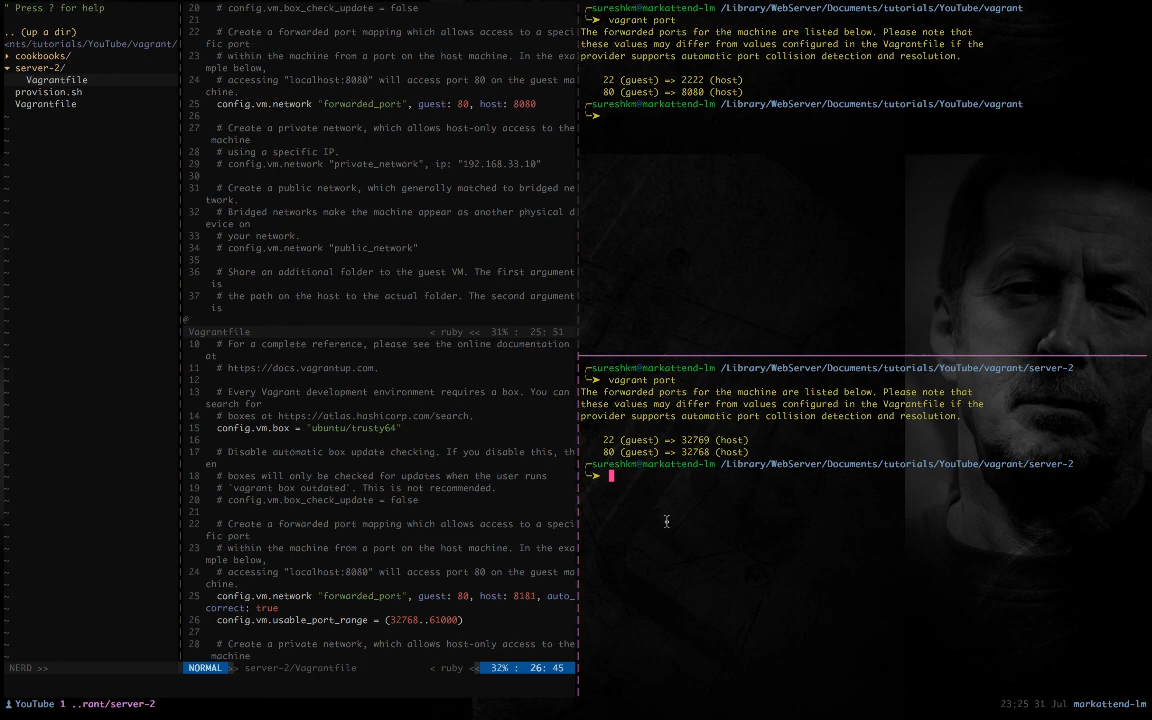 " Press ? for help
.. (up a dir)
<nts/tutorials/YouTube/vagrant/
▸ cookbooks/
▾ server-2/
Vagrantfile
provision.sh
Vagrantfile
NERD >>
20 # config.vm.box_check_update = false
21
22 # Create a forwarded port mapping which allows access to a speci
fic port
23 # within the machine from a port on the host machine. In the exa
mple below,
24 # accessing "localhost:8080" will access port 80 on the guest ma
chine.
25 config.vm.network "forwarded_port", guest: 80, host: 8080
26
27 # Create a private network, which allows host-only access to the
machine
28 # using a specific IP.
29 # config.vm.network "private_network", ip: "192.168.33.10"
30
31 # Create a public network, which generally matched to bridged ne
twork.
32 # Bridged networks make the machine appear as another physical d
evice on
33 # your network.
34 # config.vm.network "public_network"
35
36 # Share an additional folder to the guest VM. The first argument
is
37 # the path on the host to the actual folder. The second argument
is
@
Vagrantfile < ruby << 31% : 25: 51
10 # For a complete reference, please see the online documentation
at
11 # https://docs.vagrantup.com.
12
13 # Every Vagrant development environment requires a box. You can
search for
14 # boxes at https://atlas.hashicorp.com/search.
15 config.vm.box = "ubuntu/trusty64"
16
17 # Disable automatic box update checking. If you disable this, th
en
18 # boxes will only be checked for updates when the user runs
19 # `vagrant box outdated`. This is not recommended.
20 # config.vm.box_check_update = false
21
22 # Create a forwarded port mapping which allows access to a speci
fic port
23 # within the machine from a port on the host machine. In the exa
mple below,
24 # accessing "localhost:8080" will access port 80 on the guest ma
chine.
25 config.vm.network "forwarded_port", guest: 80, host: 8181, auto_
correct: true
26 config.vm.usable_port_range = (32768..61000)
27
28 # Create a private network, which allows host-only access to the
machine
NORMAL >> server-2/Vagrantfile < ruby << 32% : 26: 45
sureshkm@markattend-lm /Library/WebServer/Documents/tutorials/YouTube/vagrant
vagrant port
The forwarded ports for the machine are listed below. Please note that
these values may differ from values configured in the Vagrantfile if the
provider supports automatic port collision detection and resolution.
22 (guest) => 2222 (host)
80 (guest) => 8080 (host)
sureshkm@markattend-lm /Library/WebServer/Documents/tutorials/YouTube/vagrant
sureshkm@markattend-lm /Library/WebServer/Documents/tutorials/YouTube/vagrant/server-2
vagrant port
The forwarded ports for the machine are listed below. Please note that
these values may differ from values configured in the Vagrantfile if the
provider supports automatic port collision detection and resolution.
22 (guest) => 32769 (host)
80 (guest) => 32768 (host)
sureshkm@markattend-lm /Library/WebServer/Documents/tutorials/YouTube/vagrant/server-2
YouTube 1 ..rant/server-2
23:25 31 Jul markattend-lm